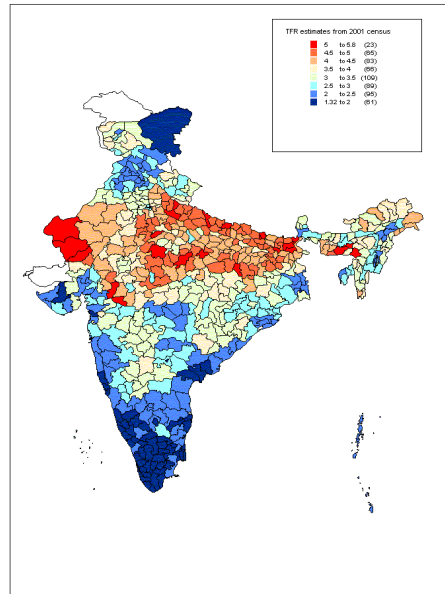 TFR estimates from 2001 census
5 to 5.8 (23)
4.5 to 5 (65)
4 to 4.5 (83)
3.5 to 4 (66)
3 to 3.5 (109)
2.5 to 3 (89)
2 to 2.5 (95)
1.32 to 2 (61)